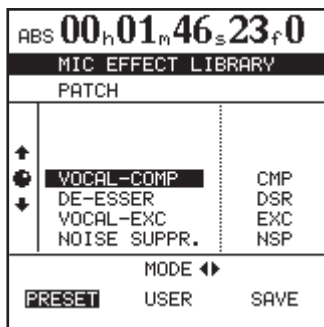 ABS 00h01m46s23f0
MIC EFFECT LIBRARY
PATCH
VOCAL-COMP CMP
DE-ESSER DSR
VOCAL-EXC EXC
NOISE SUPPR. NSP
MODE
PRESET USER SAVE